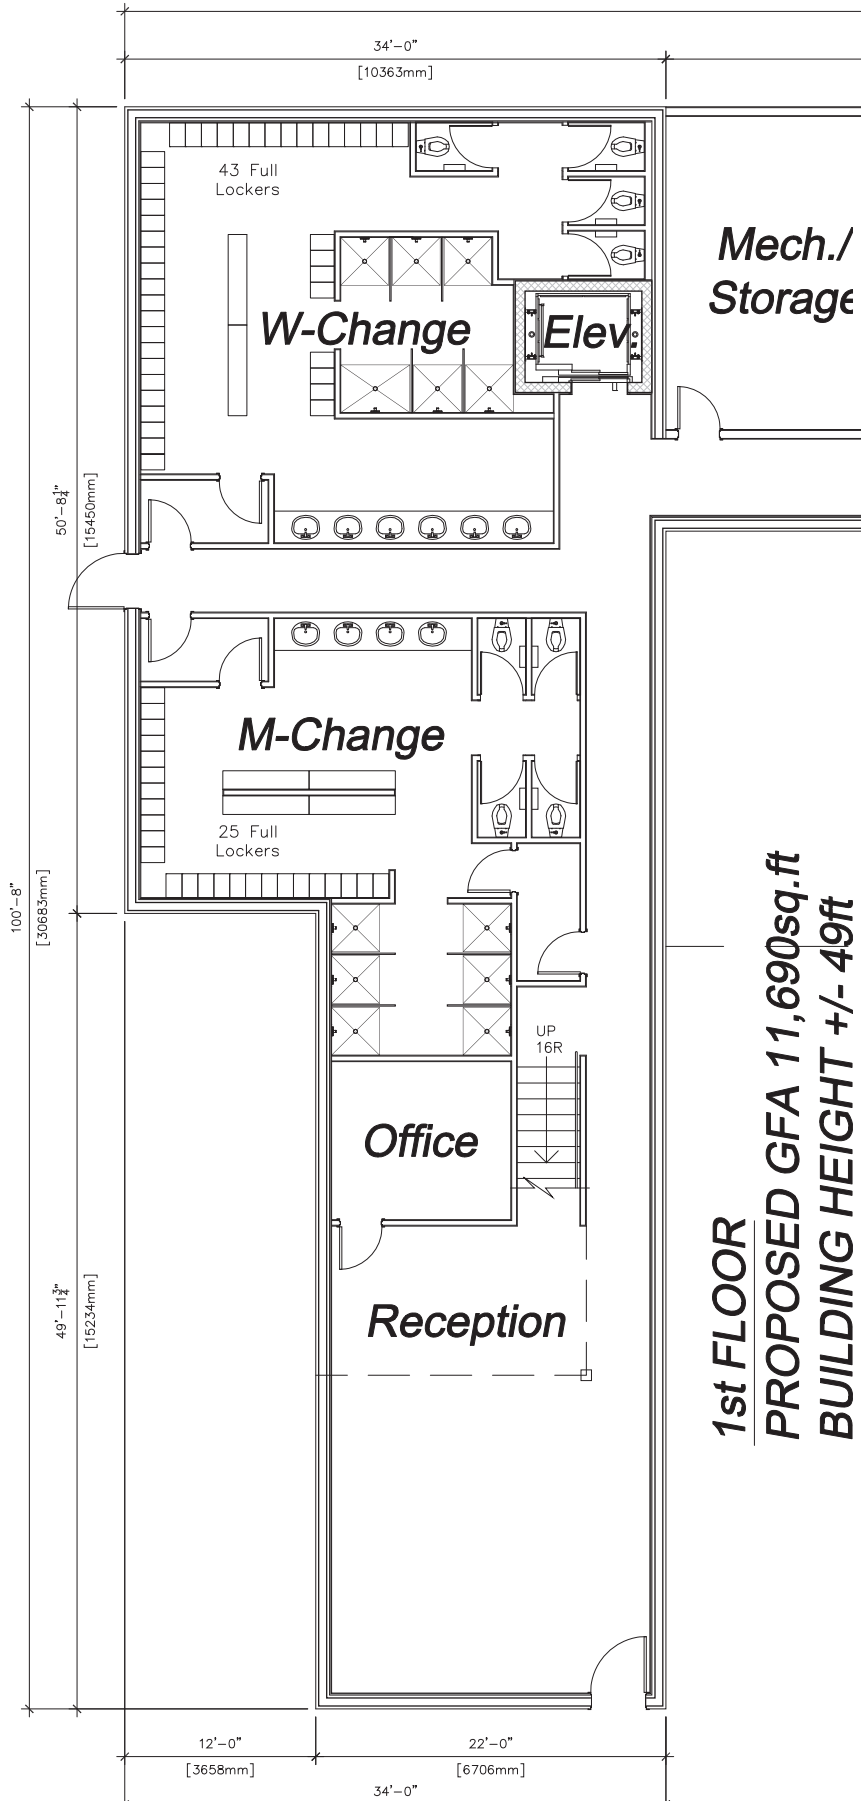 34'-0"
[10363mm]
43 Full
Lockers
Mech./
Storage
W-Change
Elev.
50'-8¼"
[15450mm]
M-Change
25 Full
Lockers
100'-8"
[30683mm]
UP
16R
Office
Reception
49'-11¾"
[15234mm]
1st FLOOR
PROPOSED GFA 11,690sq.ft
BUILDING HEIGHT +/- 49ft
12'-0"
[3658mm]
22'-0"
[6706mm]
34'-0"